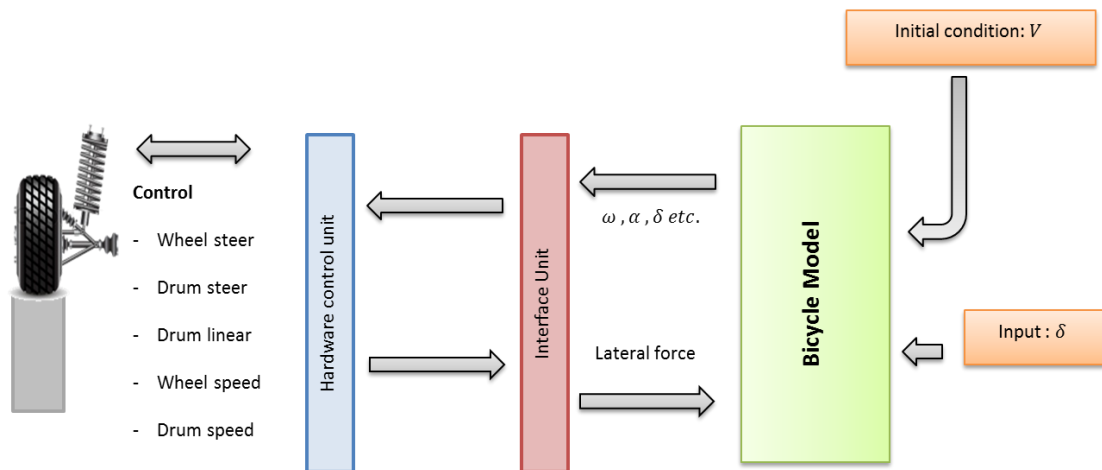 Initial condition: V
Control
- Wheel steer
- Drum steer
- Drum linear
- Wheel speed
- Drum speed
Hardware control unit
Interface Unit
ω , α , δ etc.
Lateral force
Bicycle Model
Input : δ